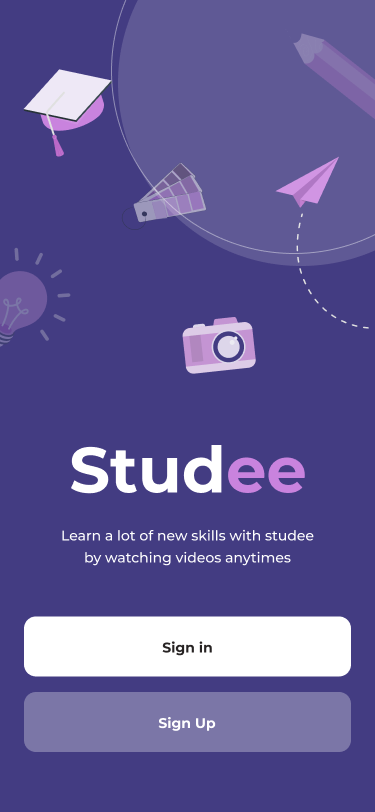 Studee
Learn a lot of new skills with studee
by watching videos anytimes
Sign in
Sign Up